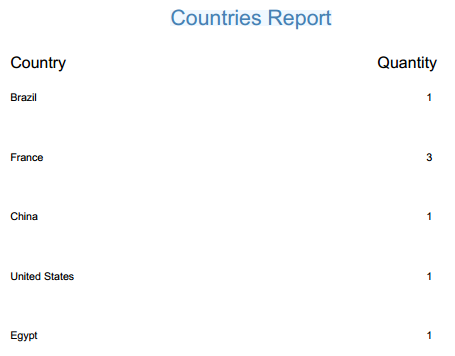 Countries Report
Country Quantity
Brazil 1
France 3
China 1
United States 1
Egypt 1